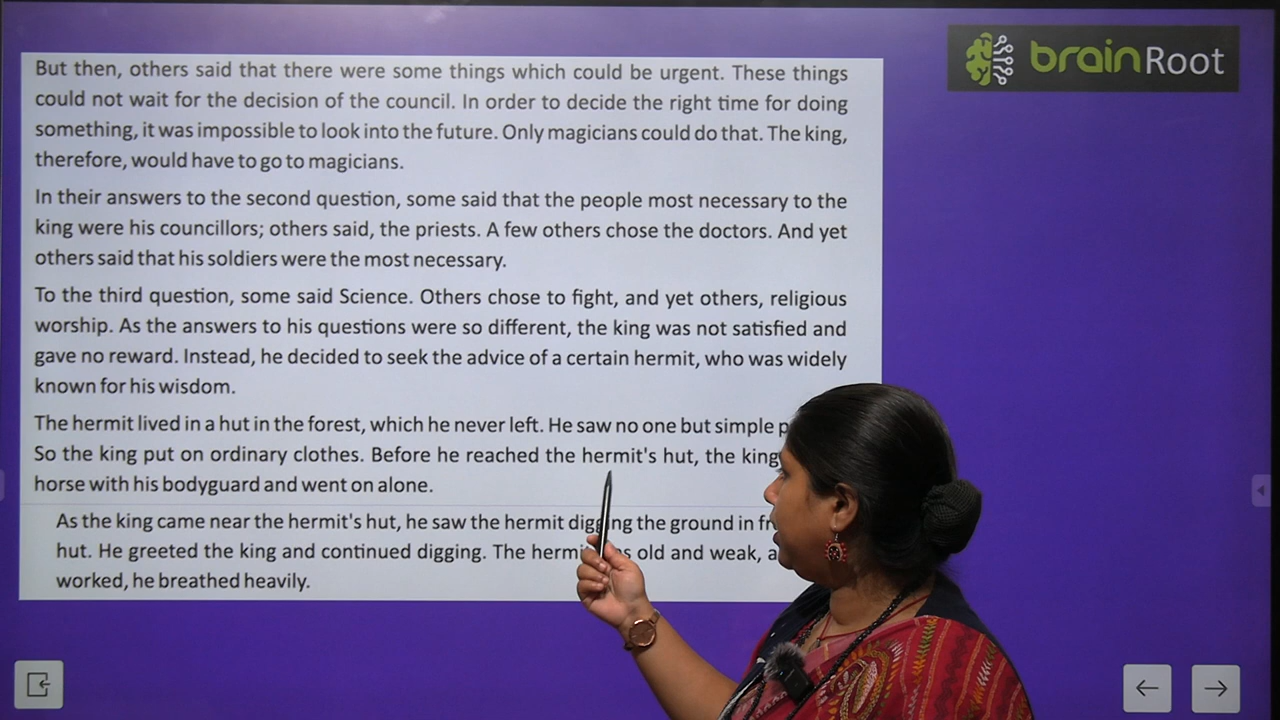 brainRoot
But then, others said that there were some things which could be urgent. These things
could not wait for the decision of the council. In order to decide the right time for doing
something, it was impossible to look into the future. Only magicians could do that. The king,
therefore, would have to go to magicians.
In their answers to the second question, some said that the people most necessary to the
king were his councillors; others said, the priests. A few others chose the doctors. And yet
others said that his soldiers were the most necessary.
To the third question, some said Science. Others chose to fight, and yet others, religious
worship. As the answers to his questions were so different, the king was not satisfied and
gave no reward. Instead, he decided to seek the advice of a certain hermit, who was widely
known for his wisdom.
The hermit lived in a hut in the forest, which he never left. He saw no one but simple
So the king put on ordinary clothes. Before he reached the hermit's hut, the king
horse with his bodyguard and went on alone.
As the king came near the hermit's hut, he saw the hermit digging the ground in
hut. He greeted the king and continued digging. The old and weak,
worked, he breathed heavily.